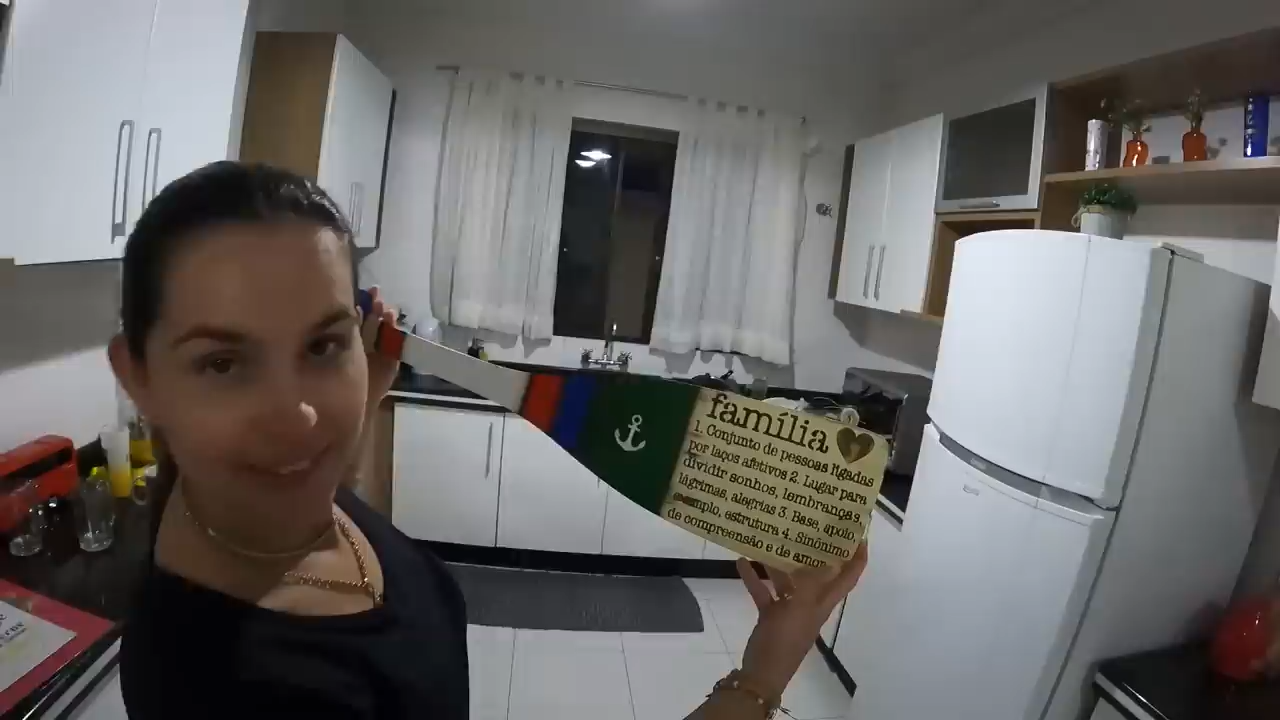 família
1. Conjunto de pessoas ligadas
por laços afetivos 2. Lugar para
dividir sonhos, lembranças,
lágrimas, alegrias 3. Base, apoio,
exemplo, estrutura 4. Sinônimo
de compreensão e de amor